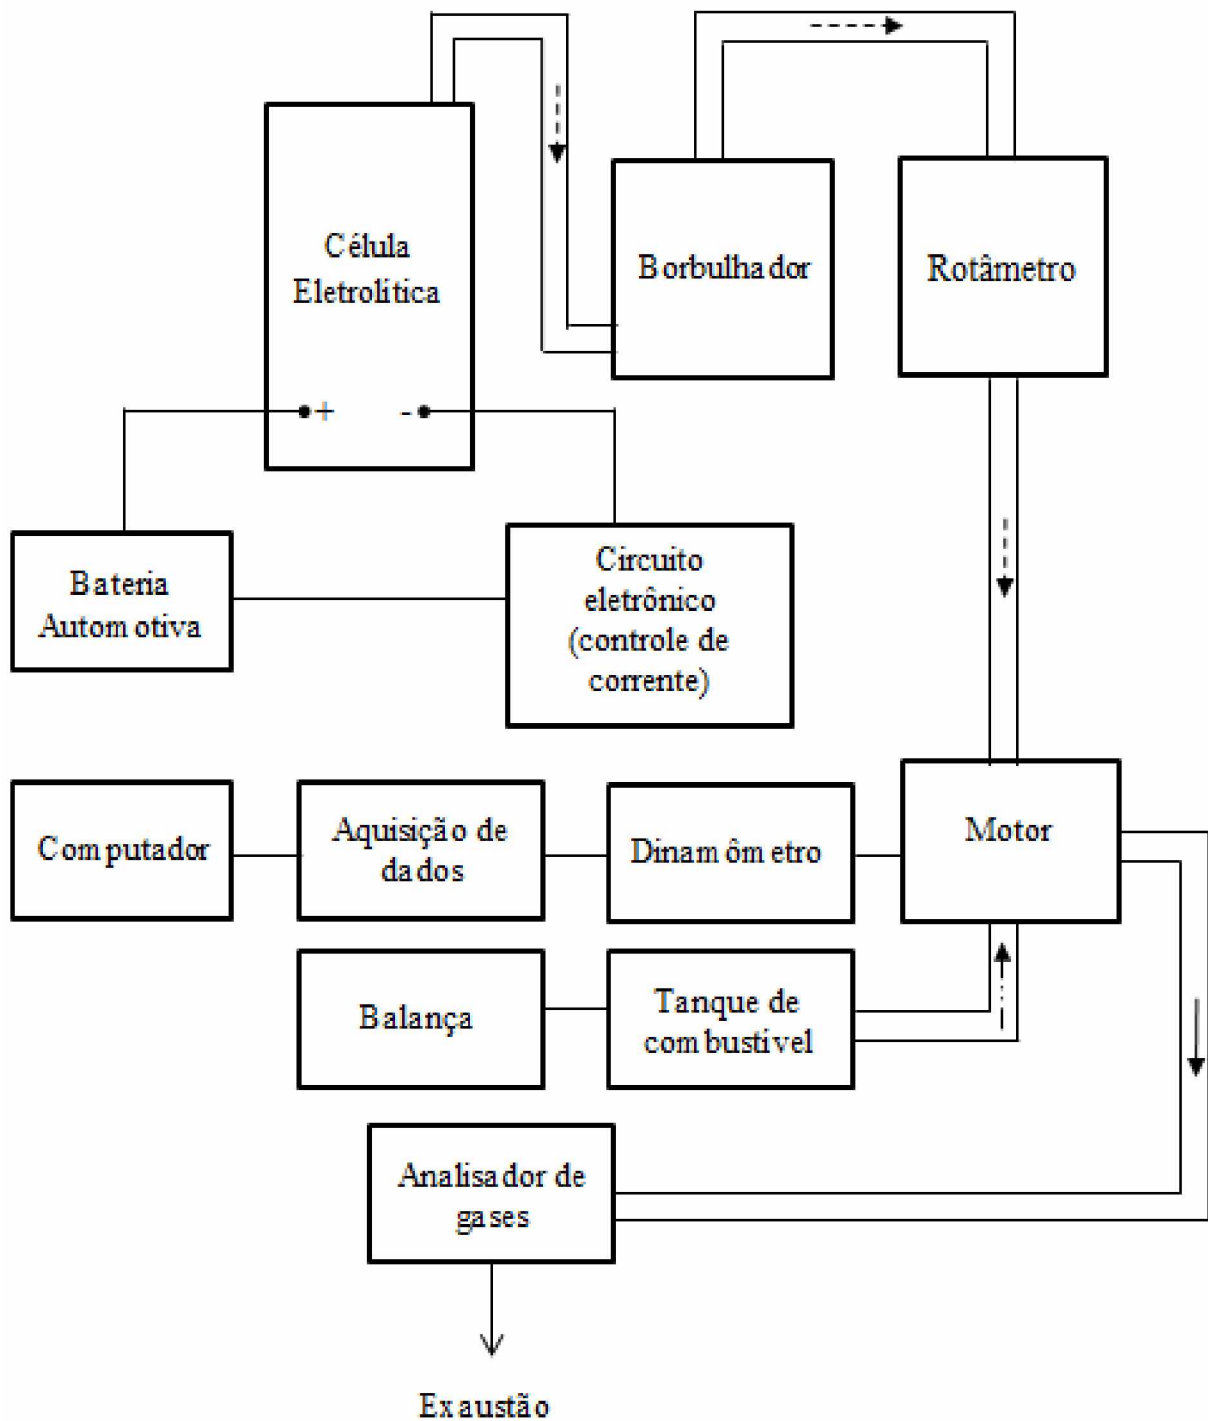 Célula
Eletrolítica
+ -
Borbulhador
Rotâmetro
Bateria
Automotiva
Circuito
eletrônico
(controle de
corrente)
Computador
Aquisição de
dados
Dinamômetro
Motor
Balança
Tanque de
combustivel
Analisador de
gases
Exaustão